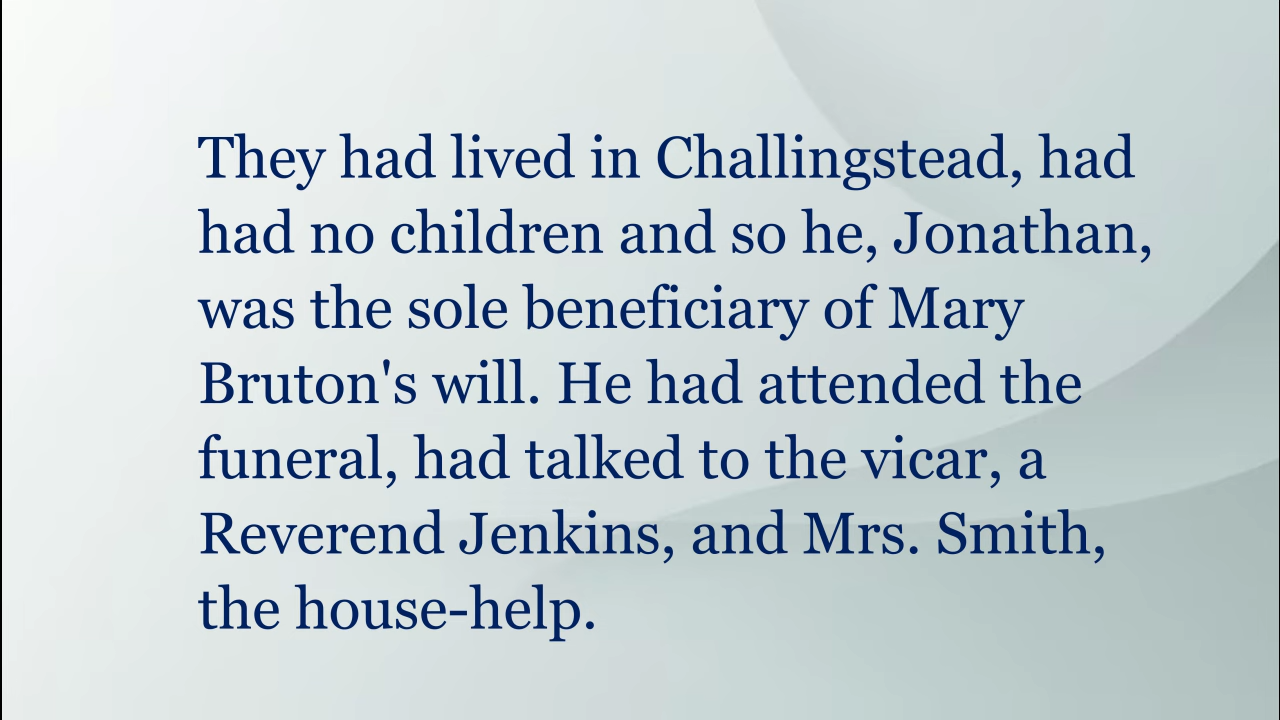 They had lived in Challingstead, had
had no children and so he, Jonathan,
was the sole beneficiary of Mary
Bruton's will. He had attended the
funeral, had talked to the vicar, a
Reverend Jenkins, and Mrs. Smith,
the house-help.